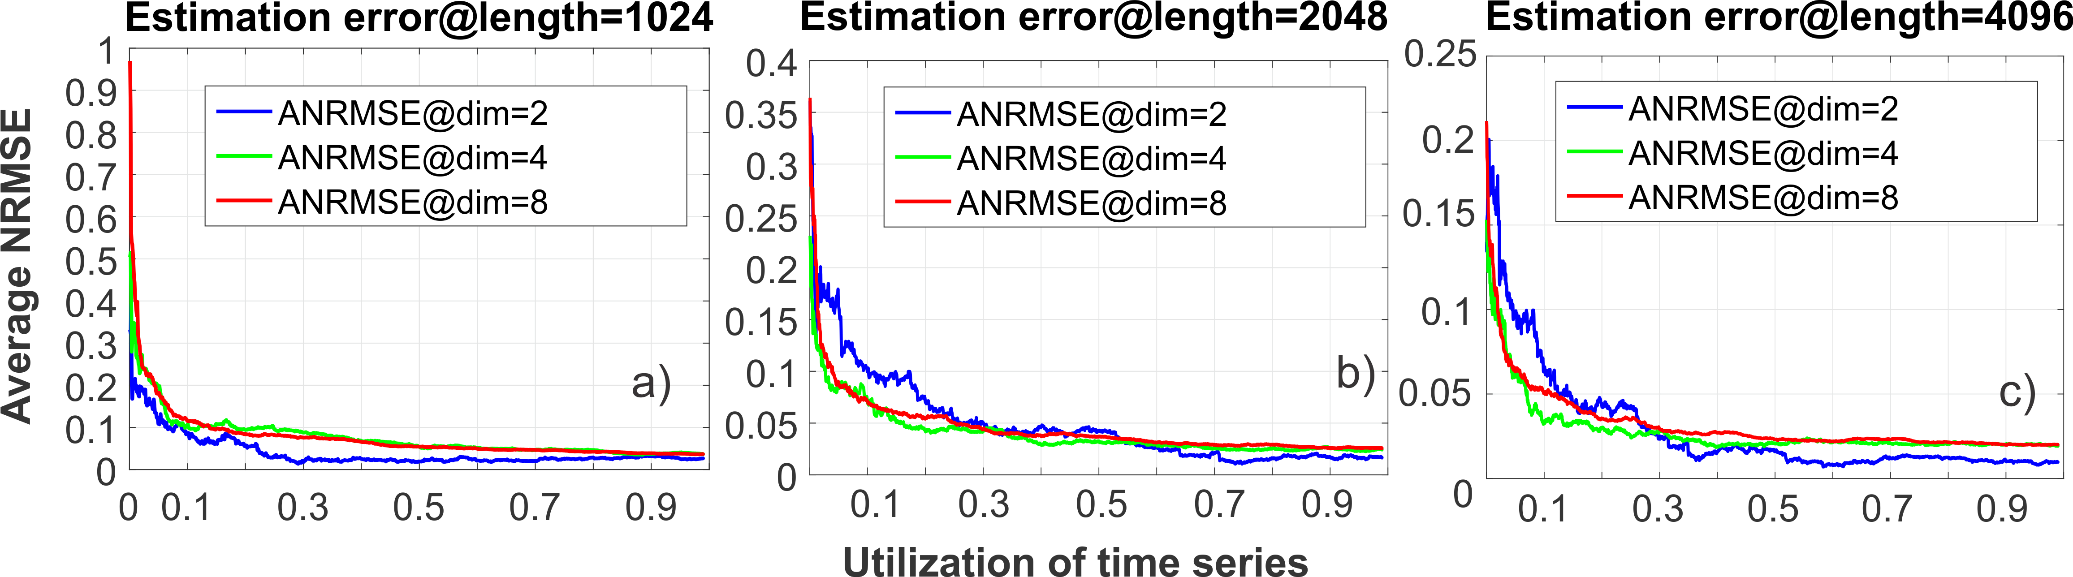 Estimation error@length=1024
Average NRMSE
1
0.9
0.8
0.7
0.6
0.5
0.4
0.3
0.2
0.1
0
ANRMSE@dim=2
ANRMSE@dim=4
ANRMSE@dim=8
a)
0 0.1 0.3 0.5 0.7 0.9
Estimation error@length=2048
0.4
0.35
0.3
0.25
0.2
0.15
0.1
0.05
0
ANRMSE@dim=2
ANRMSE@dim=4
ANRMSE@dim=8
b)
0.1 0.3 0.5 0.7 0.9
Estimation error@length=4096
0.25
0.2
0.15
0.1
0.05
0
ANRMSE@dim=2
ANRMSE@dim=4
ANRMSE@dim=8
c)
0.1 0.3 0.5 0.7 0.9
Utilization of time series